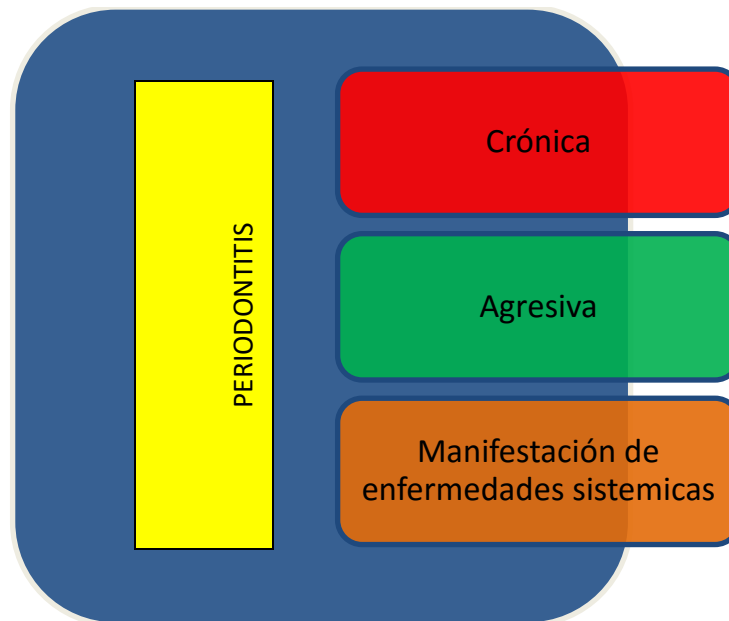 PERIODONTITIS
Crónica
Agresiva
Manifestación de
enfermedades sistemicas